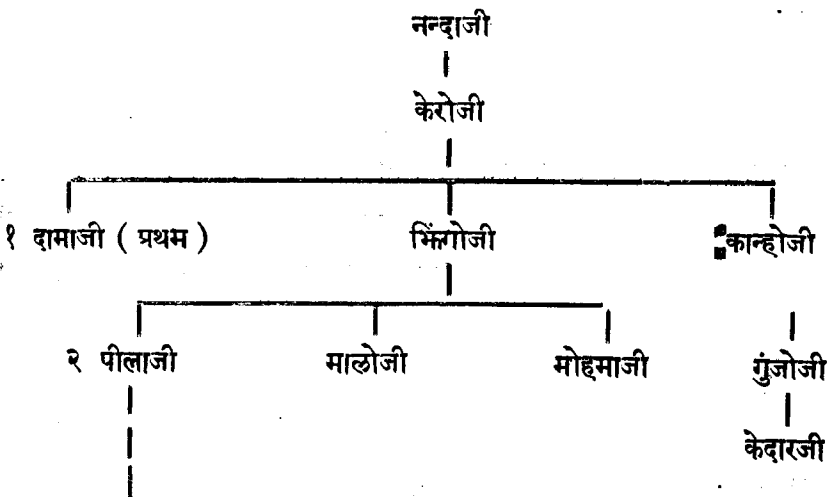 नन्दाजी
केरोजी
१ दामाजी ( प्रथम ) झिंगोजी कान्होजी
२ पीलाजी मालोजी मोहमाजी गुंजोजी
केदारजी